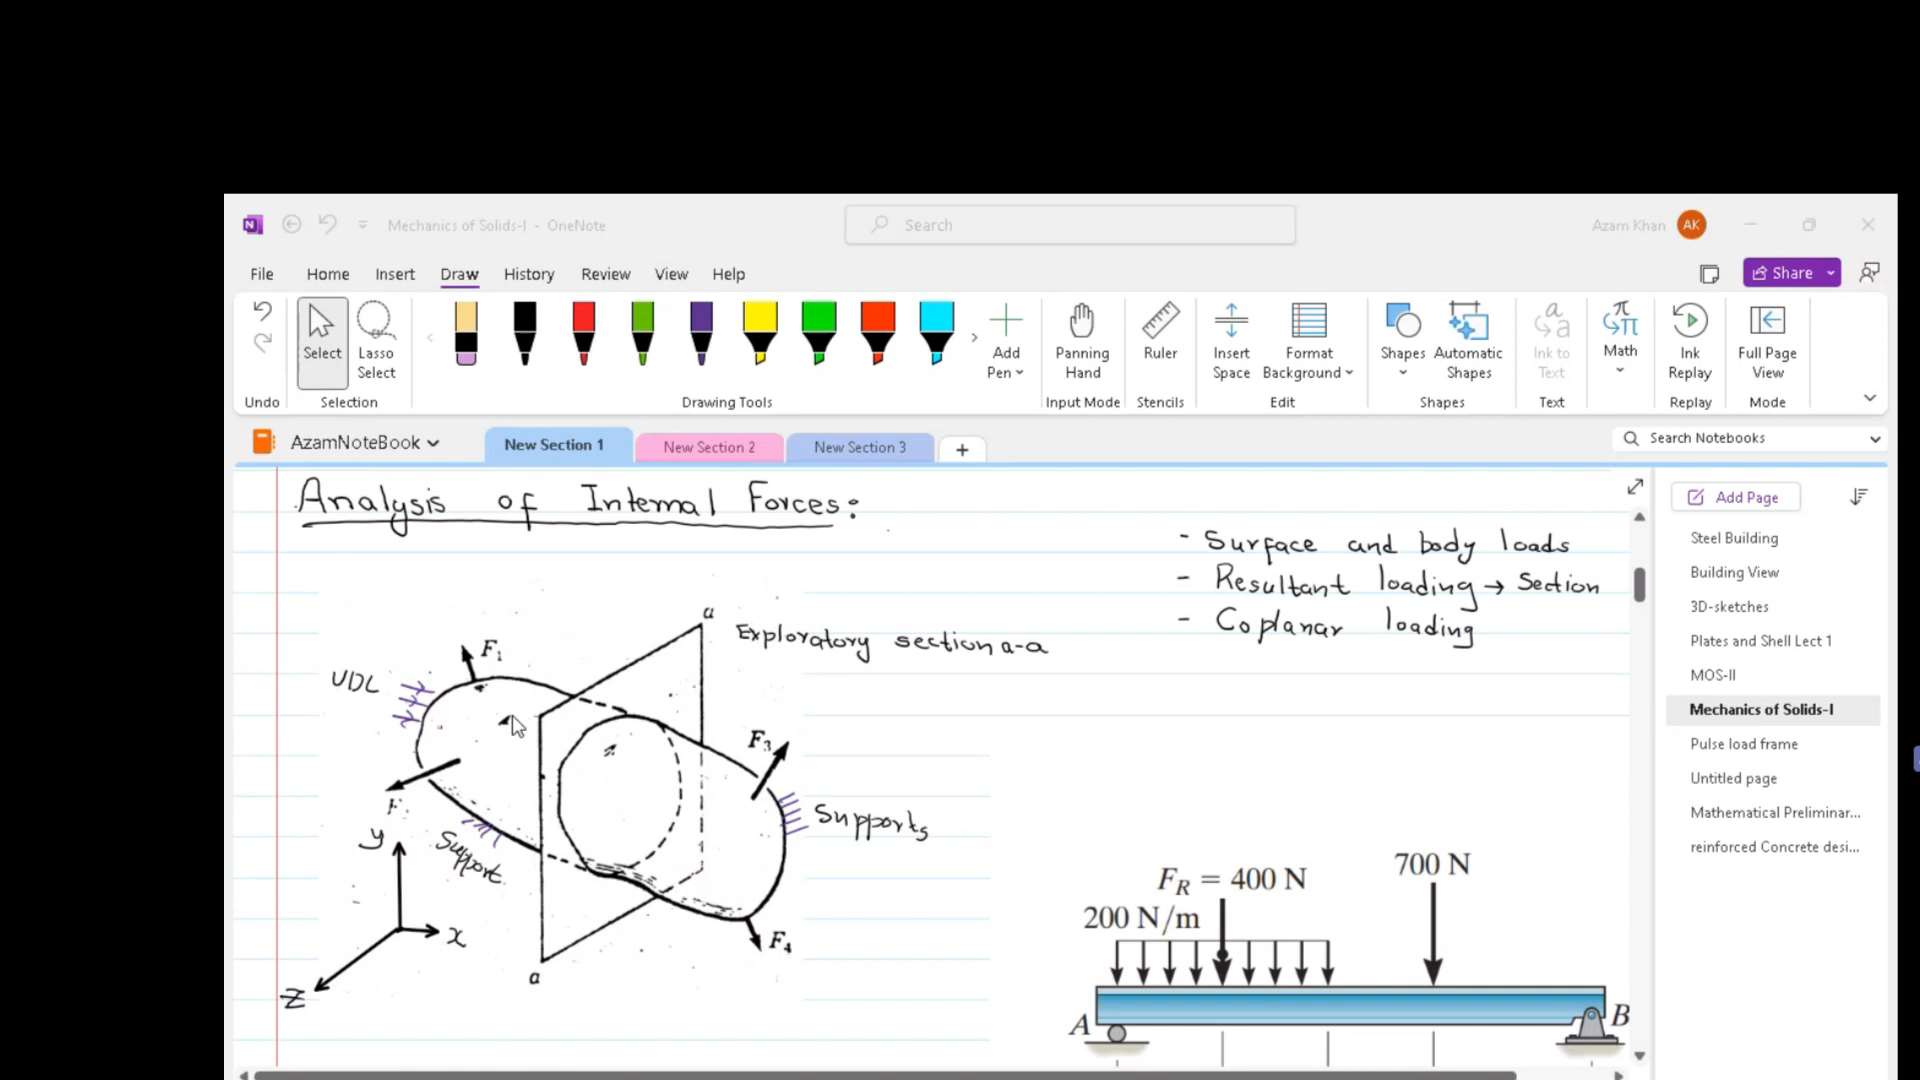 Mechanics of Solids-I - OneNote
Search
Azam Khan
AK
File Home Insert Draw History Review View Help
Share
Select
Lasso Select
Add Pen
Panning Hand
Ruler
Insert Space
Format Background
Shapes
Automatic Shapes
Ink to Text
Math
Ink Replay
Full Page View
Undo
Selection
Drawing Tools
Input Mode
Stencils
Edit
Shapes
Text
Replay
Mode
AzamNoteBook
New Section 1
New Section 2
New Section 3
Search Notebooks
Add Page
Steel Building
Building View
3D-sketches
Plates and Shell Lect 1
MOS-II
Mechanics of Solids-I
Pulse load frame
Untitled page
Mathematical Preliminar...
reinforced Concrete desi...
Analysis of Internal Forces:
- Surface and body loads
- Resultant loading → Section
- Coplanar loading
a
Exploratory section a-a
F₁
UDL
F₃
F
Supports
Support
y
x
z
F₄
a
F_R = 400 N
700 N
200 N/m
A
B